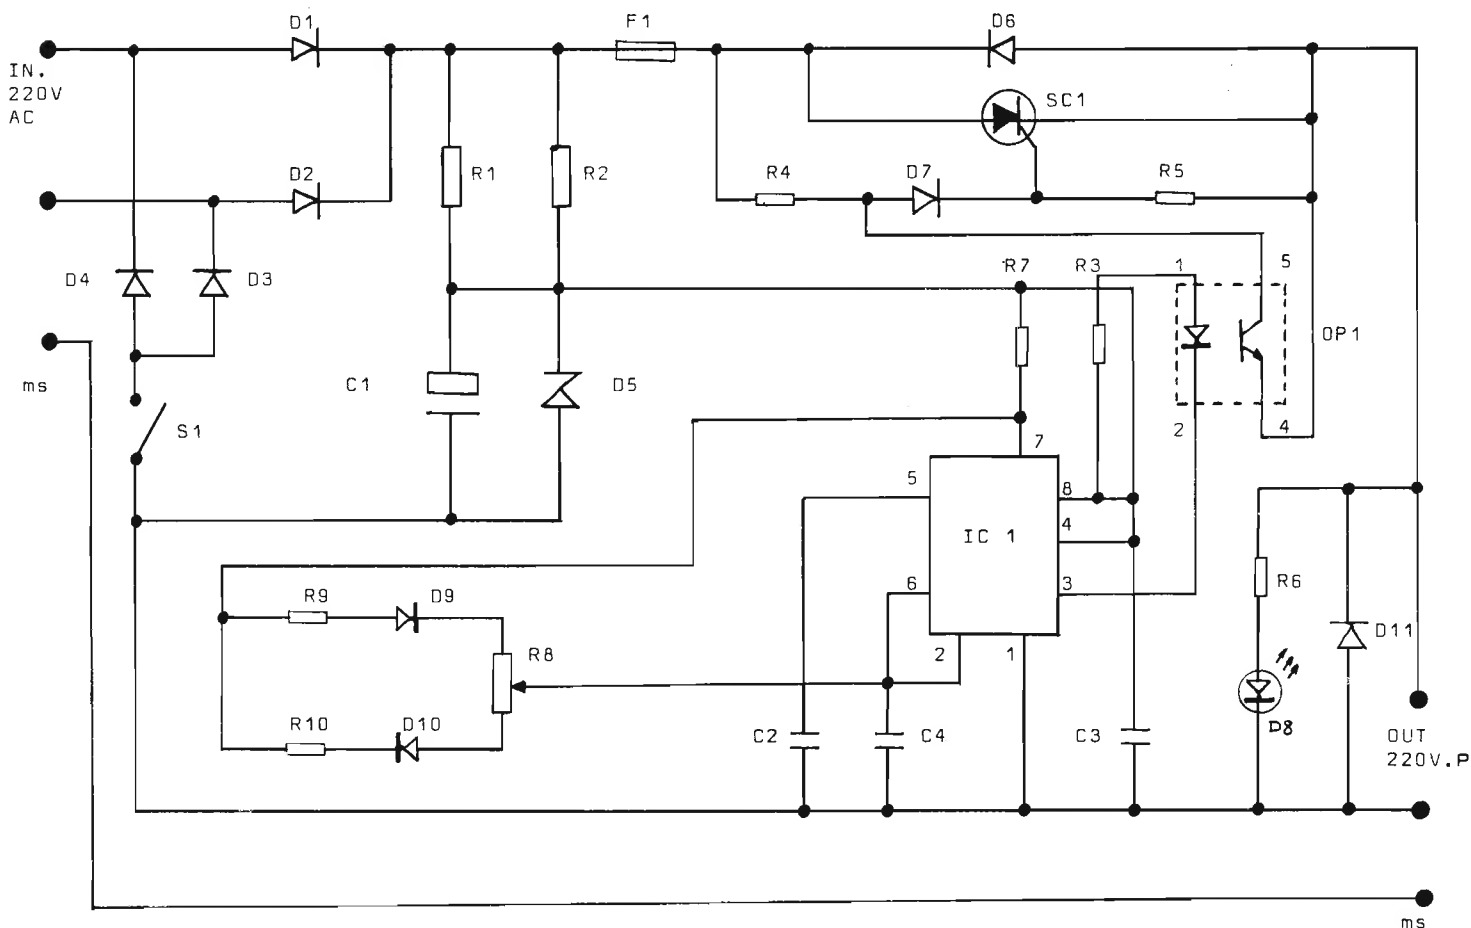 D1
F1
D6
IN.
220V
AC
SC1
D2
R1
R2
R4
D7
R5
D4
D3
R7
R3
1
5
OP1
ms
C1
D5
S1
2
4
7
5
8
IC 1
4
6
3
R6
R9
D9
R8
2
1
D11
R10
D10
C2
C4
C3
D8
OUT
220V.P
ms